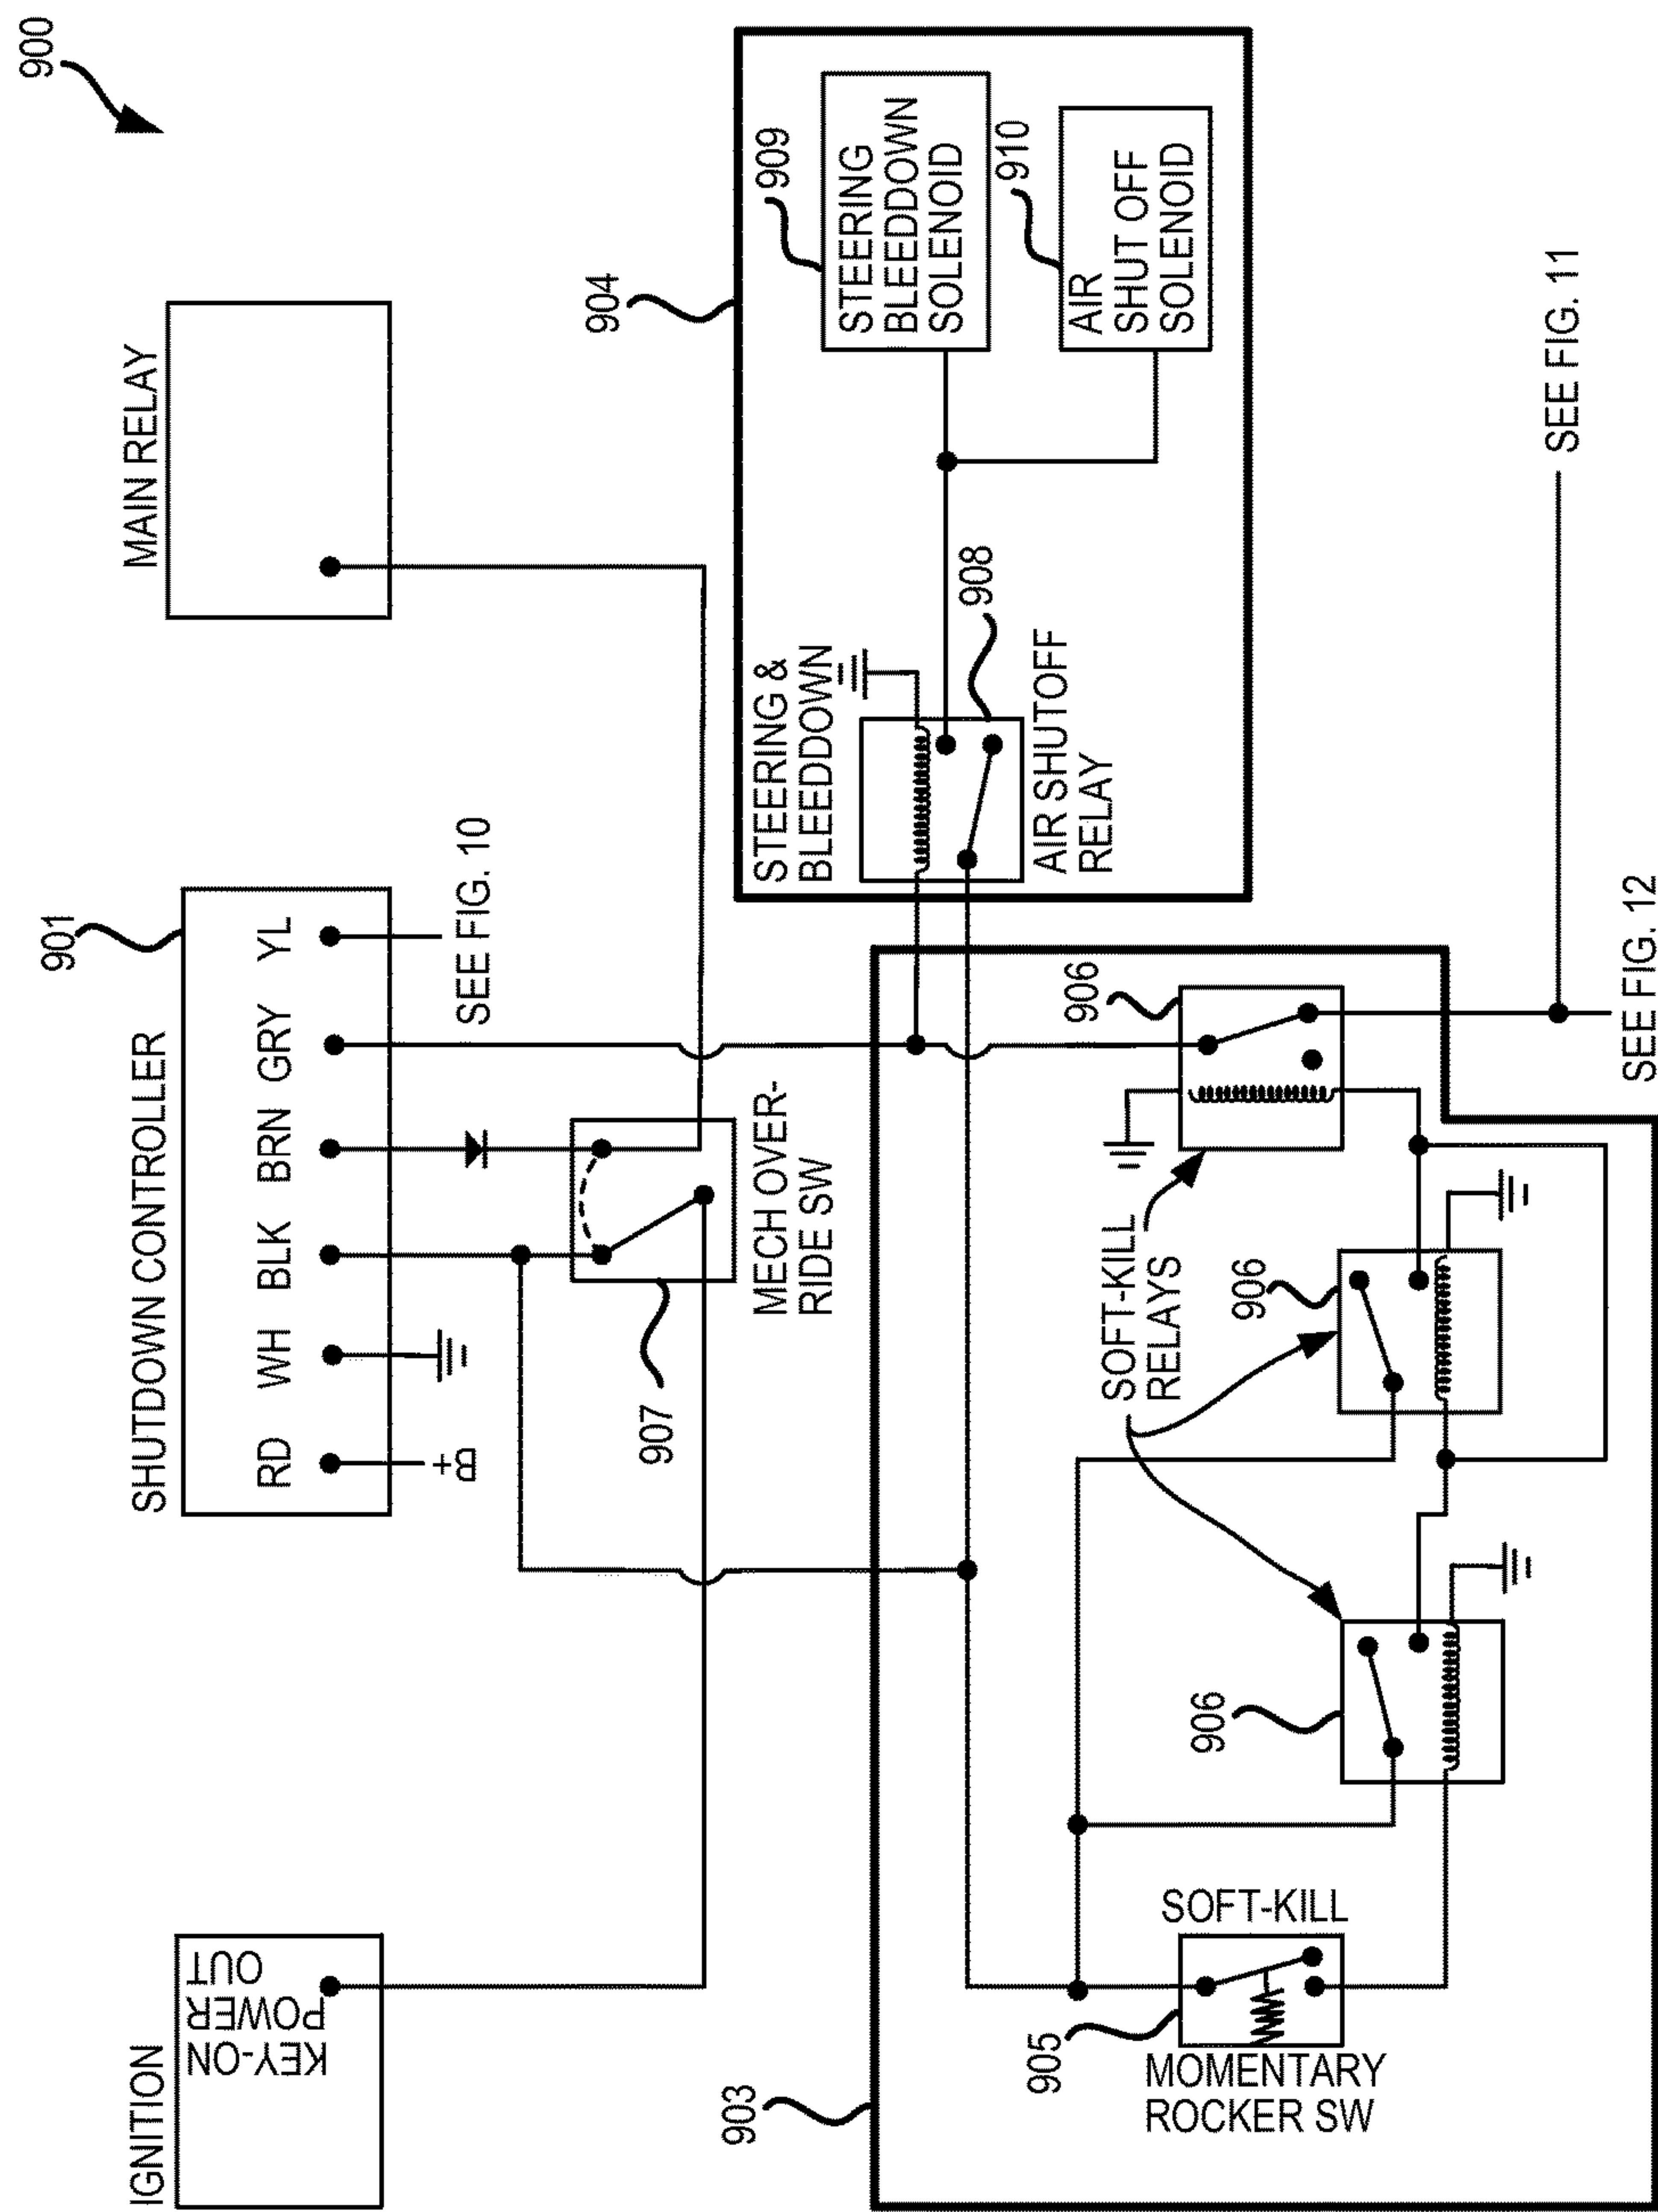 900
IGNITION
KEY-ON
POWER
OUT
SHUTDOWN CONTROLLER
901
RD
WH
BLK
BRN
GRY
YL
B+
SEE FIG. 10
MAIN RELAY
907
MECH OVER-
RIDE SW
904
STEERING &
BLEEDDOWN
908
AIR SHUTOFF
RELAY
909
STEERING
BLEEDDOWN
SOLENOID
910
AIR
SHUT OFF
SOLENOID
903
905
SOFT-KILL
MOMENTARY
ROCKER SW
SOFT-KILL
RELAYS
906
906
906
SEE FIG. 11
SEE FIG. 12